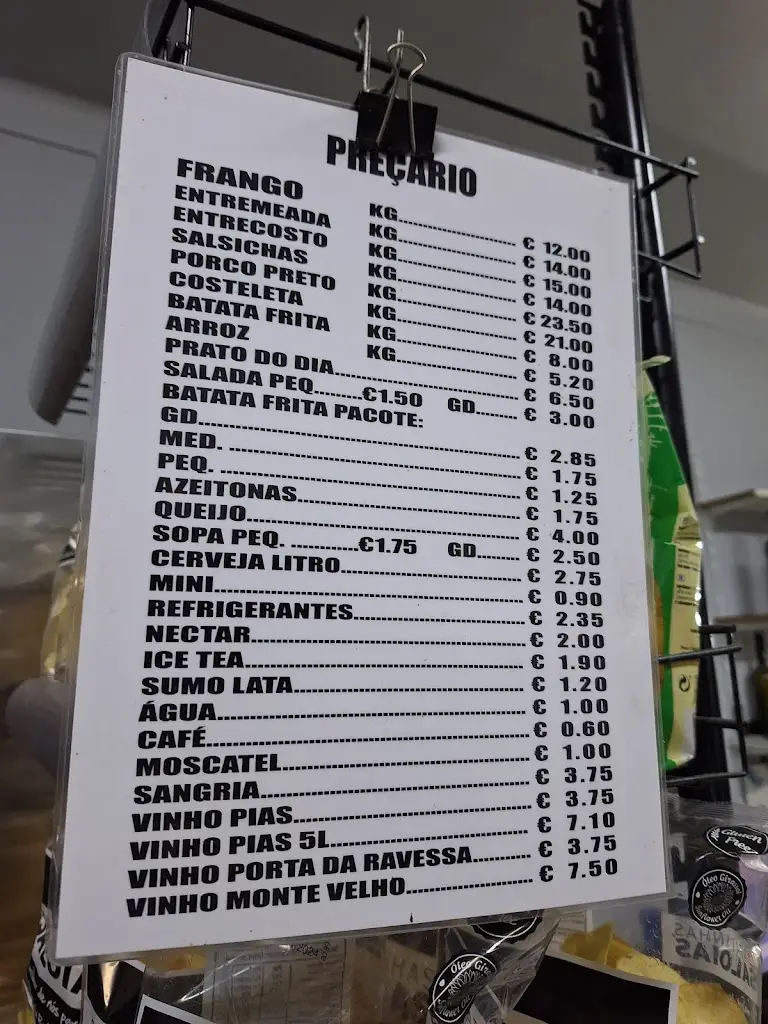 PREÇÁRIO
FRANGO KG........................ € 12.00
ENTREMEADA KG........................ € 14.00
ENTRECOSTO KG........................ € 15.00
SALSICHAS KG........................ € 14.00
PORCO PRETO KG........................ € 23.50
COSTELETA ........................ € 21.00
BATATA FRITA KG........................ € 8.00
ARROZ KG........................ € 5.20
PRATO DO DIA........................ € 6.50
SALADA PEQ.........€1.50 GD........ € 3.00
BATATA FRITA PACOTE:
GD........................ € 2.85
MED. ........................ € 1.75
PEQ. ........................ € 1.25
AZEITONAS........................ € 1.75
QUEIJO........................ € 4.00
SOPA PEQ. ............€1.75 GD........ € 2.50
CERVEJA LITRO........................ € 2.75
MINI........................ € 0.90
REFRIGERANTES........................ € 2.35
NECTAR........................ € 2.00
ICE TEA........................ € 1.90
SUMO LATA........................ € 1.20
ÁGUA........................ € 1.00
CAFÉ........................ € 0.60
MOSCATEL........................ € 1.00
SANGRIA........................ € 3.75
VINHO PIAS........................ € 3.75
VINHO PIAS 5L........................ € 7.10
VINHO PORTA DA RAVESSA........... € 3.75
VINHO MONTE VELHO........................ € 7.50
Gluten
Free
Óleo
Óleo